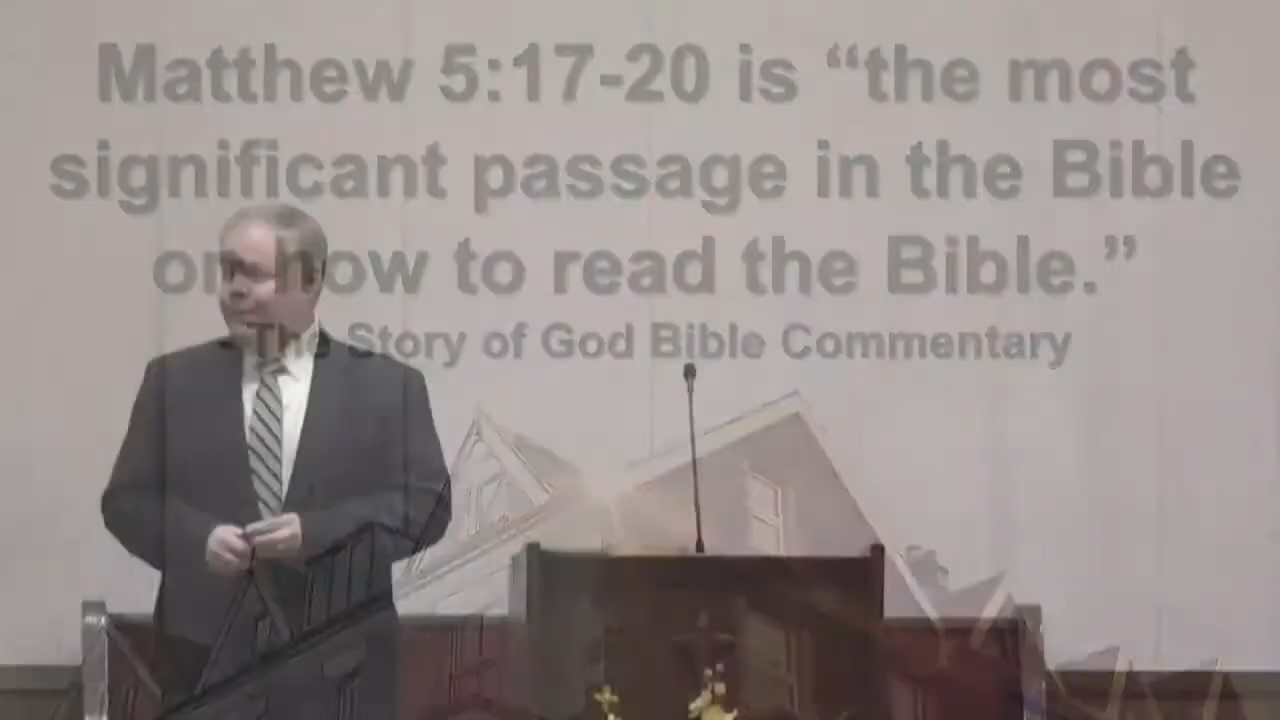 Matthew 5:17-20 is “the most
significant passage in the Bible
on how to read the Bible.”
The Story of God Bible Commentary